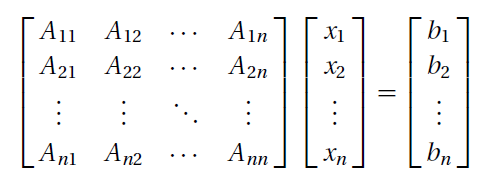 A₁₁ A₁₂ ⋯ A₁ₙ x₁ b₁
A₂₁ A₂₂ ⋯ A₂ₙ x₂ b₂
⋮ ⋮ ⋱ ⋮ ⋮ = ⋮
Aₙ₁ Aₙ₂ ⋯ Aₙₙ xₙ bₙ